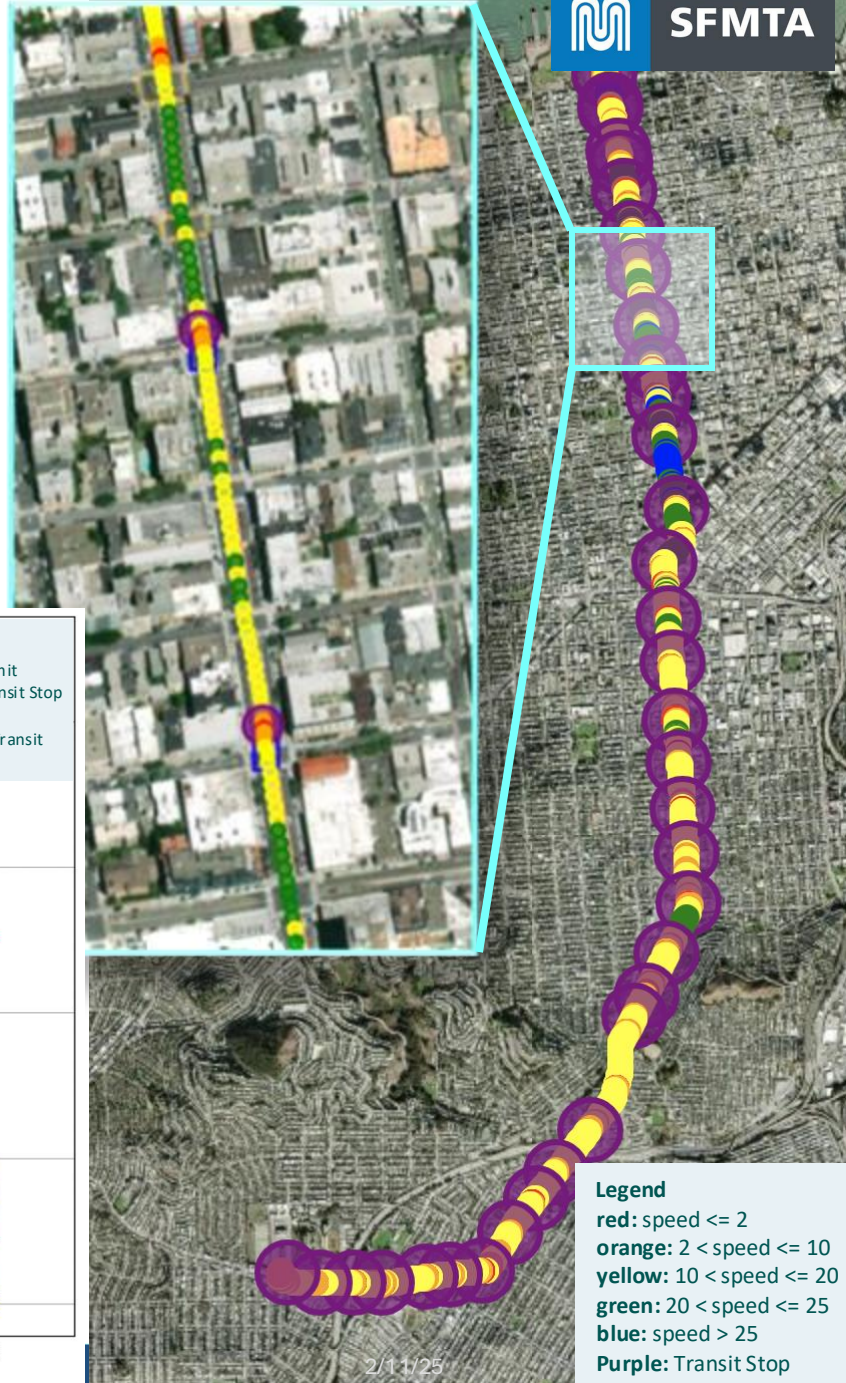 SFMTA
nsit Stop
ransit
Legend
red: speed <= 2
orange: 2 < speed <= 10
yellow: 10 < speed <= 20
green: 20 < speed <= 25
blue: speed > 25
Purple: Transit Stop
2/11/25